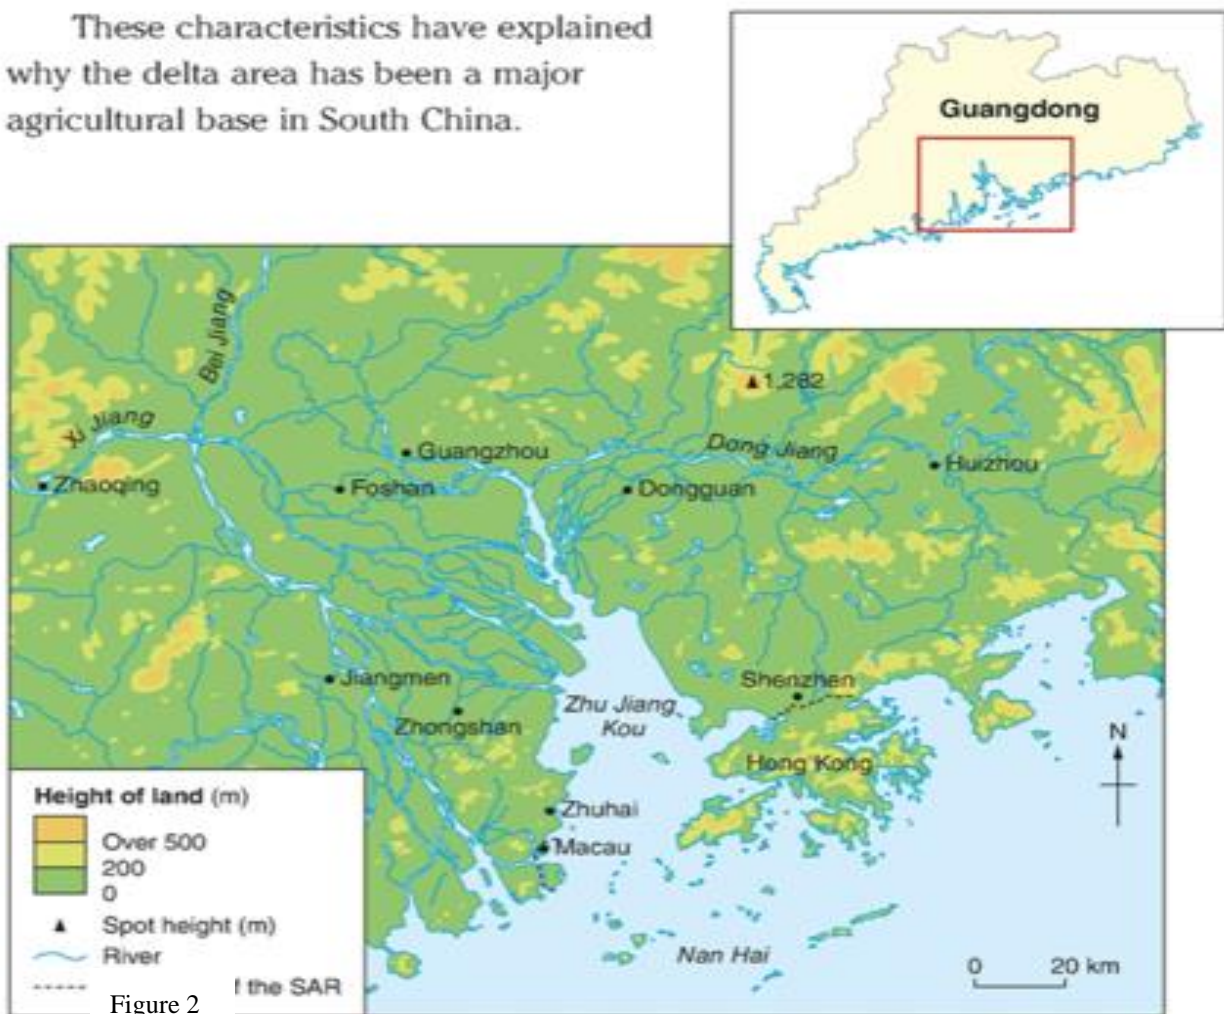 These characteristics have explained
why the delta area has been a major
agricultural base in South China.
Guangdong
Bei Jiang
Xi Jiang
1,282
Guangzhou
Dong Jiang
Huizhou
Zhaoqing
Foshan
Dongguan
Jiangmen
Zhongshan
Zhu Jiang
Kou
Shenzhen
Hong Kong
N
Zhuhai
Macau
Nan Hai
0 20 km
Height of land (m)
Over 500
200
0
Spot height (m)
River
f the SAR
Figure 2